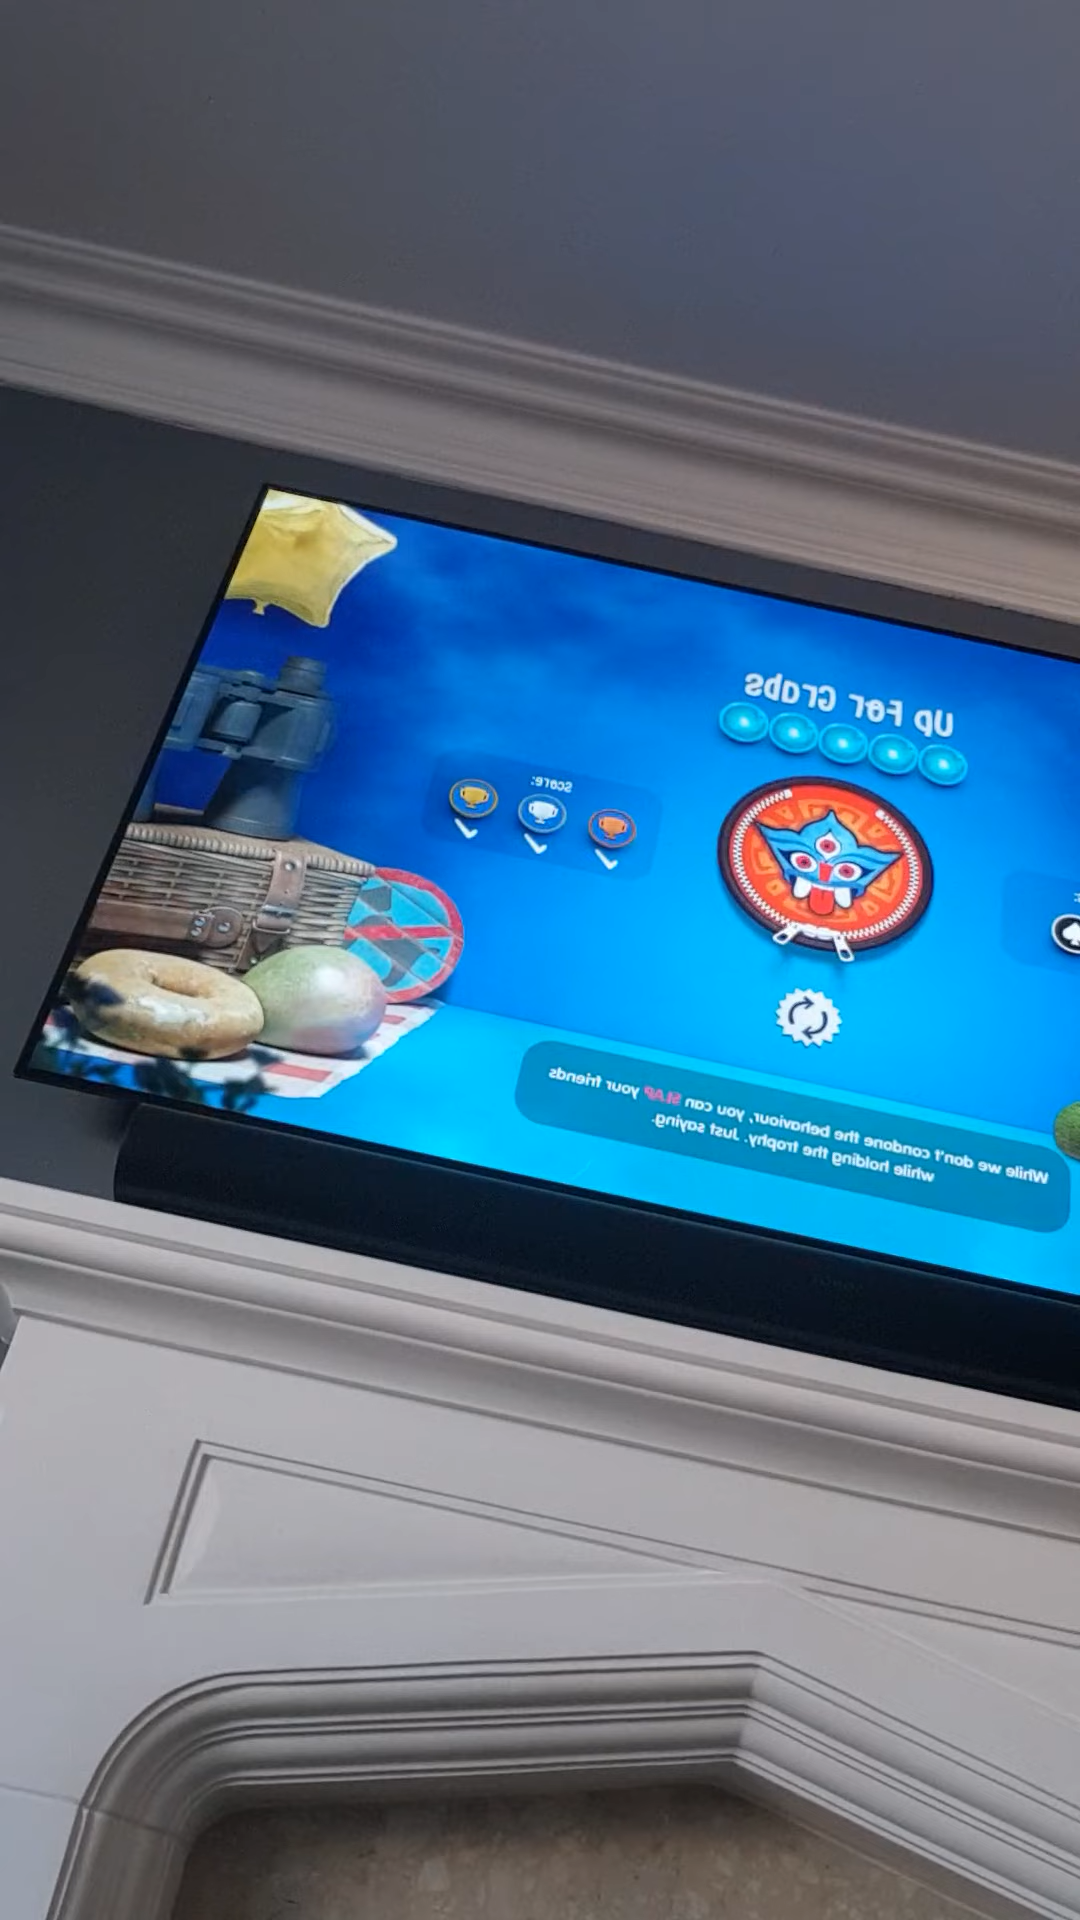 Up For Grabs
Score:
While we don't condone the behaviour, you can SLAP your friends
while holding the trophy. Just saying.